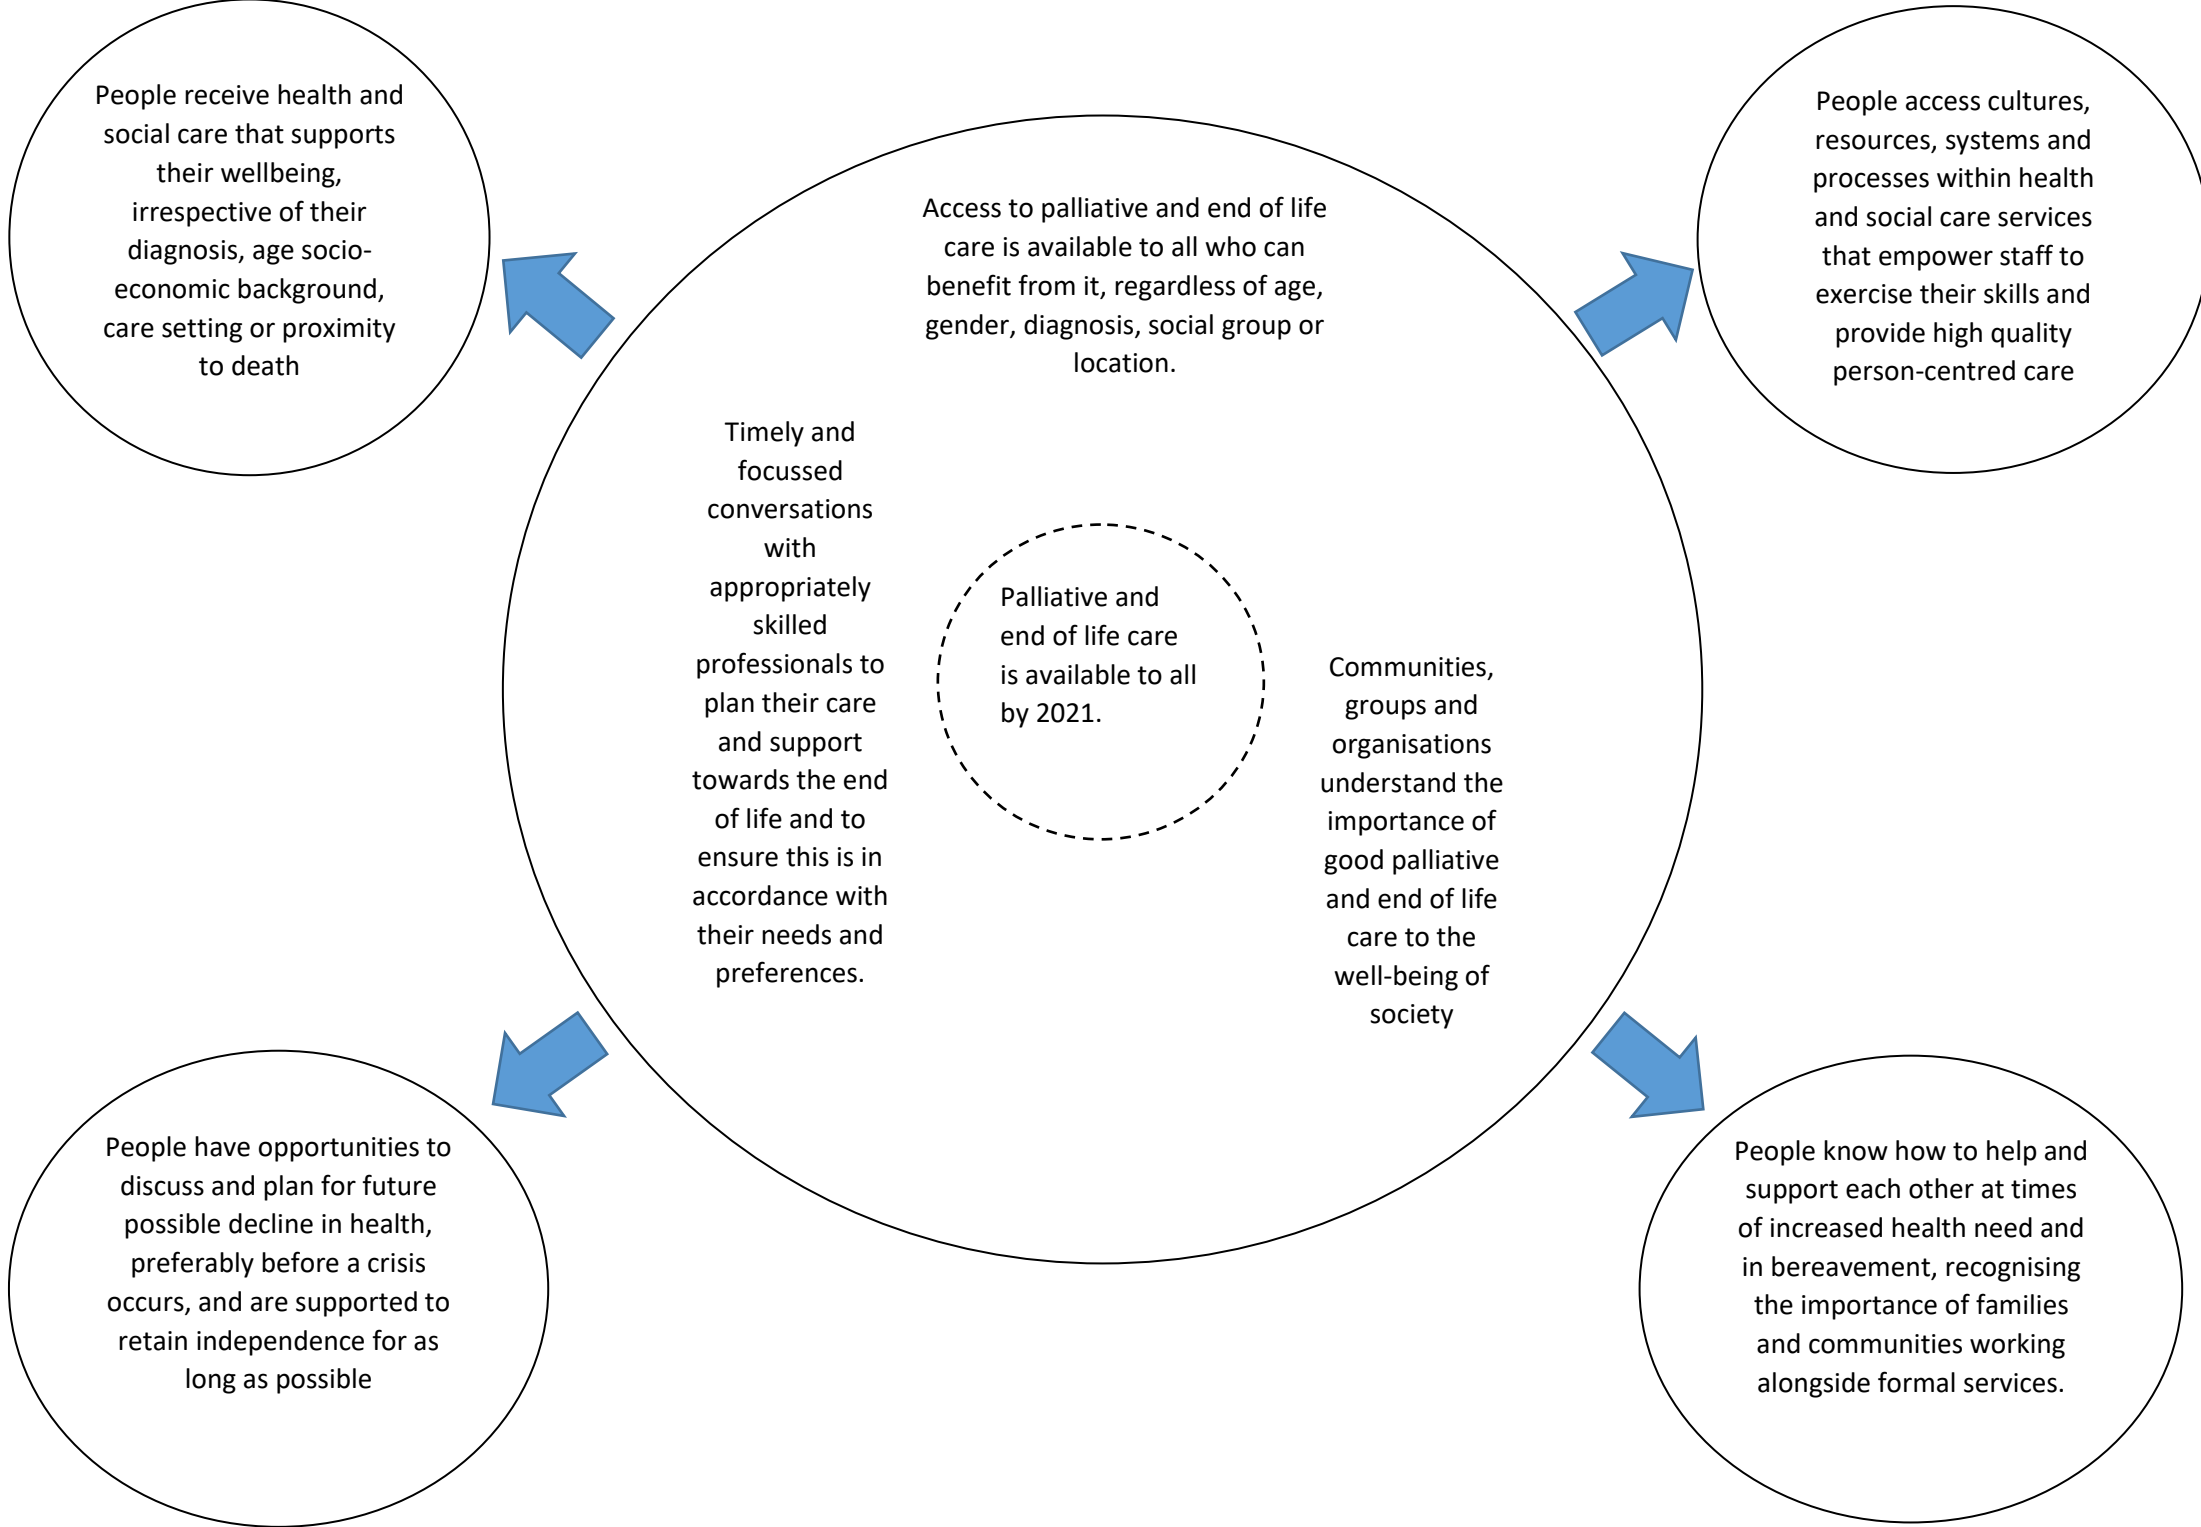 People receive health and
social care that supports
their wellbeing,
irrespective of their
diagnosis, age socio-
economic background,
care setting or proximity
to death
People access cultures,
resources, systems and
processes within health
and social care services
that empower staff to
exercise their skills and
provide high quality
person-centred care
Access to palliative and end of life
care is available to all who can
benefit from it, regardless of age,
gender, diagnosis, social group or
location.
Timely and
focussed
conversations
with
appropriately
skilled
professionals to
plan their care
and support
towards the end
of life and to
ensure this is in
accordance with
their needs and
preferences.
Palliative and
end of life care
is available to all
by 2021.
Communities,
groups and
organisations
understand the
importance of
good palliative
and end of life
care to the
well-being of
society
People have opportunities to
discuss and plan for future
possible decline in health,
preferably before a crisis
occurs, and are supported to
retain independence for as
long as possible
People know how to help and
support each other at times
of increased health need and
in bereavement, recognising
the importance of families
and communities working
alongside formal services.